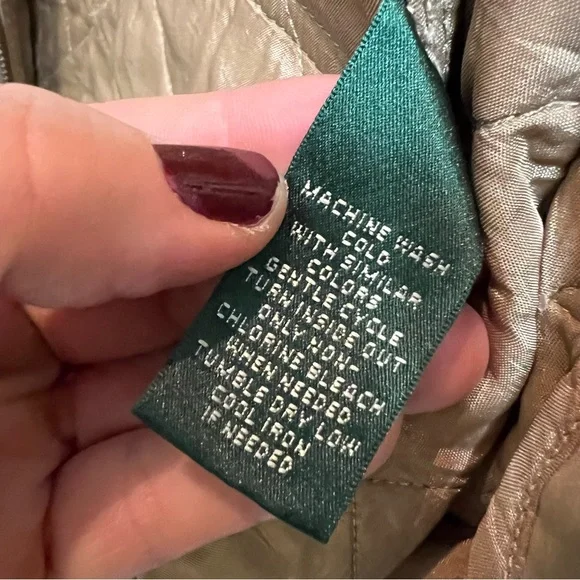 MACHINE WASH
COLD
WITH SIMILAR
COLORS
GENTLE CYCLE
TURN INSIDE OUT
ONLY NON-
CHLORINE BLEACH
WHEN NEEDED
TUMBLE DRY LOW
COOL IRON
IF NEEDED